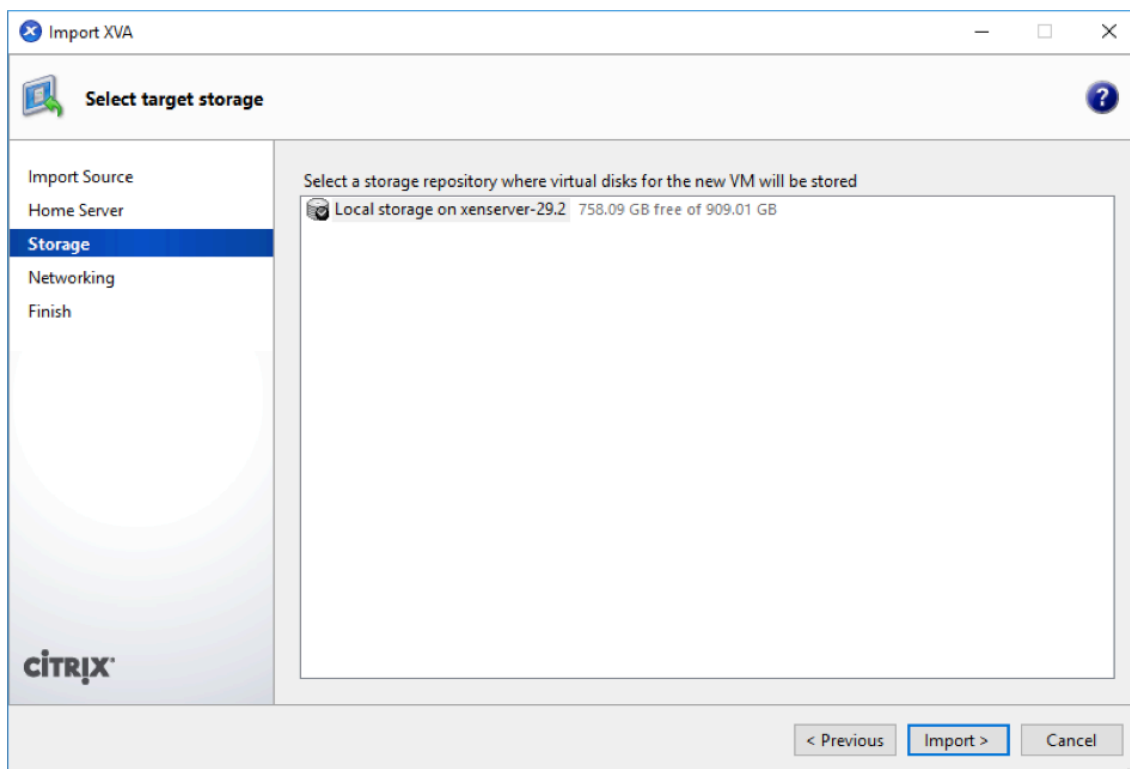 Import XVA
Select target storage
?
Import Source
Home Server
Storage
Networking
Finish
Select a storage repository where virtual disks for the new VM will be stored
Local storage on xenserver-29.2 758.09 GB free of 909.01 GB
CİTRIX
< Previous
Import >
Cancel